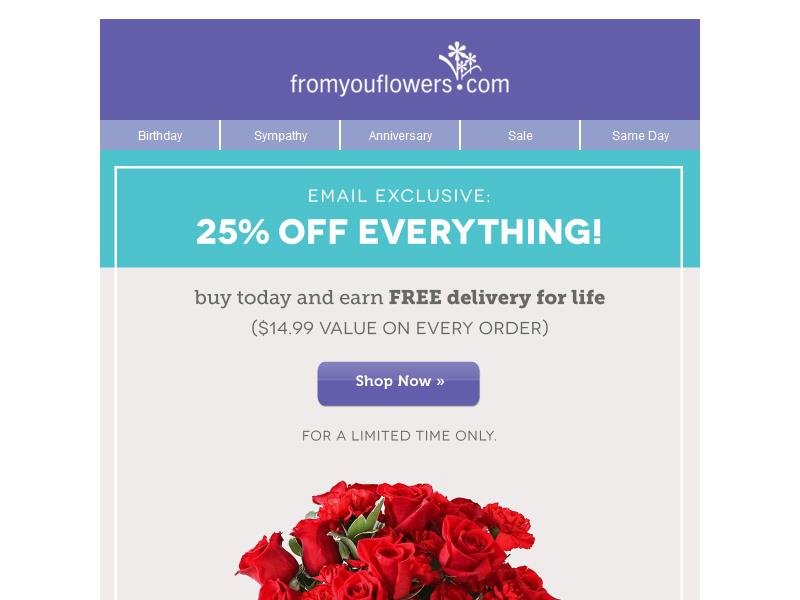 fromyouflowers.com
Birthday Sympathy Anniversary Sale Same Day
EMAIL EXCLUSIVE:
25% OFF EVERYTHING!
buy today and earn FREE delivery for life
($14.99 VALUE ON EVERY ORDER)
Shop Now »
FOR A LIMITED TIME ONLY.